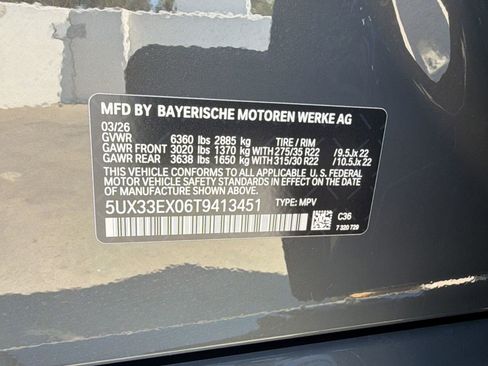 MFD BY BAYERISCHE MOTOREN WERKE AG
03/26
GVWR 6360 lbs 2885 kg TIRE / RIM
GAWR FRONT 3020 lbs 1370 kg WITH 275/35 R22 /9.5Jx 22
GAWR REAR 3638 lbs 1650 kg WITH 315/30 R22 /10.5Jx 22
THIS VEHICLE CONFORMS TO ALL APPLICABLE
U. S. FEDERAL MOTOR VEHICLE SAFETY
STANDARDS IN EFFECT ON THE DATE
OF MANUFACTURE SHOWN ABOVE.
5UX33EX06T9413451 TYPE: MPV
C36
7 320 729